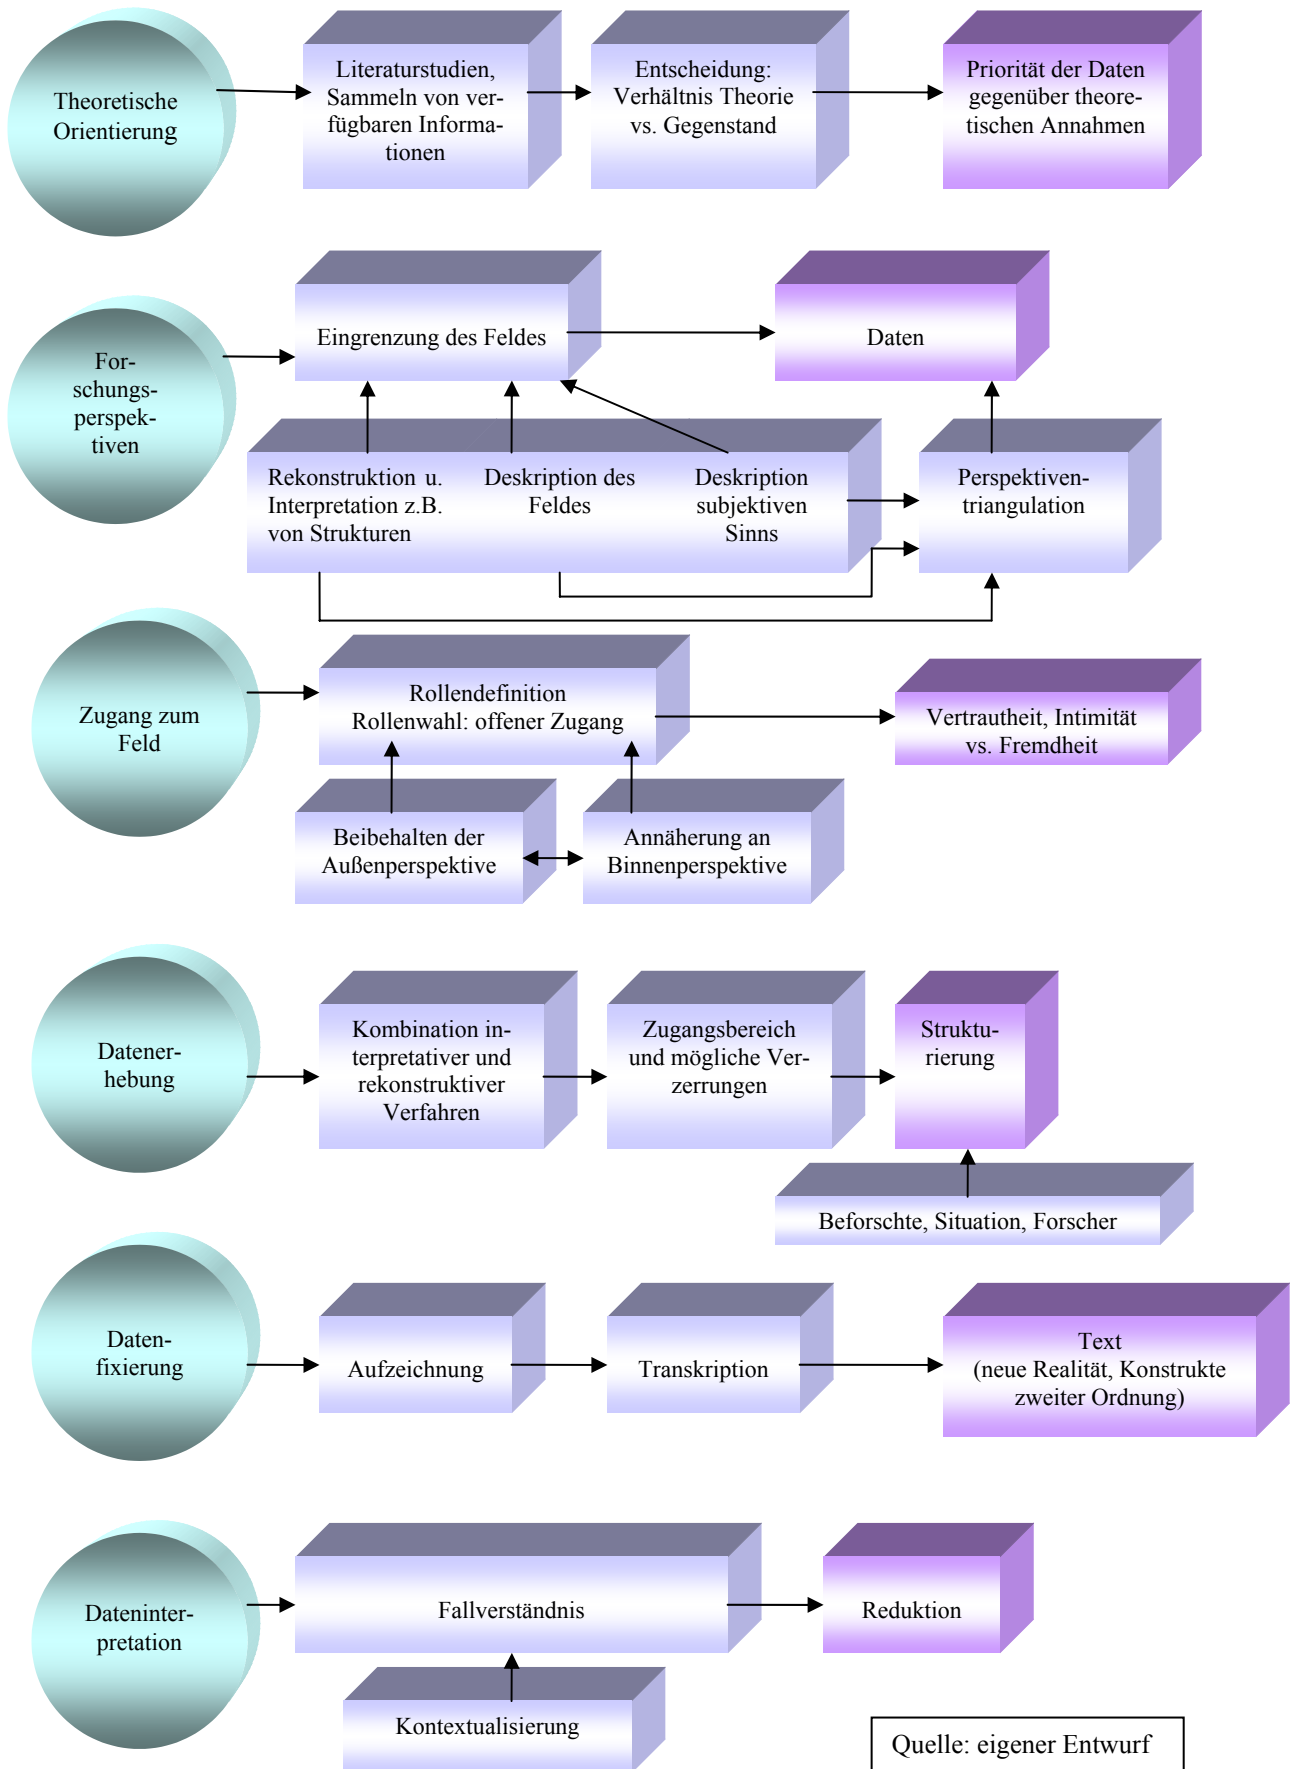 Theoretische
Orientierung
Literaturstudien,
Sammeln von ver-
fügbaren Informa-
tionen
Entscheidung:
Verhältnis Theorie
vs. Gegenstand
Priorität der Daten
gegenüber theore-
tischen Annahmen
For-
schungs-
perspek-
tiven
Eingrenzung des Feldes
Daten
Rekonstruktion u.
Interpretation z.B.
von Strukturen
Deskription des
Feldes
Deskription
subjektiven
Sinns
Perspektiven-
triangulation
Zugang zum
Feld
Rollendefinition
Rollenwahl: offener Zugang
Vertrautheit, Intimität
vs. Fremdheit
Beibehalten der
Außenperspektive
Annäherung an
Binnenperspektive
Datener-
hebung
Kombination in-
terpretativer und
rekonstruktiver
Verfahren
Zugangsbereich
und mögliche Ver-
zerrungen
Struktu-
rierung
Beforschte, Situation, Forscher
Daten-
fixierung
Aufzeichnung
Transkription
Text
(neue Realität, Konstrukte
zweiter Ordnung)
Dateninter-
pretation
Fallverständnis
Reduktion
Kontextualisierung
Quelle: eigener Entwurf